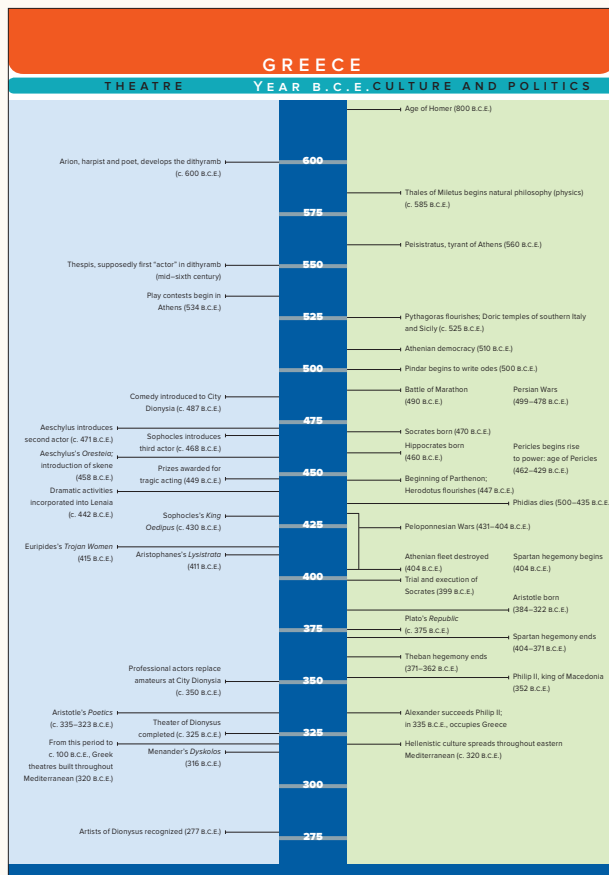 GREECE
THEATRE
YEAR B.C.E.
CULTURE AND POLITICS
Age of Homer (800 B.C.E.)
600
Arion, harpist and poet, develops the dithyramb
(c. 600 B.C.E.)
Thales of Miletus begins natural philosophy (physics)
(c. 585 B.C.E.)
575
Peisistratus, tyrant of Athens (560 B.C.E.)
550
Thespis, supposedly first "actor" in dithyramb
(mid–sixth century)
Play contests begin in
Athens (534 B.C.E.)
525
Pythagoras flourishes; Doric temples of southern Italy
and Sicily (c. 525 B.C.E.)
Athenian democracy (510 B.C.E.)
500
Pindar begins to write odes (500 B.C.E.)
Comedy introduced to City
Dionysia (c. 487 B.C.E.)
Battle of Marathon
(490 B.C.E.)
Persian Wars
(499–478 B.C.E.)
475
Aeschylus introduces
second actor (c. 471 B.C.E.)
Sophocles introduces
third actor (c. 468 B.C.E.)
Socrates born (470 B.C.E.)
Hippocrates born
(460 B.C.E.)
Pericles begins rise
to power: age of Pericles
(462–429 B.C.E.)
Aeschylus's Oresteia;
introduction of skene
(458 B.C.E.)
Prizes awarded for
tragic acting (449 B.C.E.)
450
Beginning of Parthenon;
Herodotus flourishes (447 B.C.E.)
Dramatic activities
incorporated into Lenaia
(c. 442 B.C.E.)
Phidias dies (500–435 B.C.E.
Sophocles's King
Oedipus (c. 430 B.C.E.)
425
Peloponnesian Wars (431–404 B.C.E.)
Euripides's Trojan Women
(415 B.C.E.)
Aristophanes's Lysistrata
(411 B.C.E.)
Athenian fleet destroyed
(404 B.C.E.)
Spartan hegemony begins
(404 B.C.E.)
400
Trial and execution of
Socrates (399 B.C.E.)
Aristotle born
(384–322 B.C.E.)
375
Plato's Republic
(c. 375 B.C.E.)
Spartan hegemony ends
(404–371 B.C.E.)
Theban hegemony ends
(371–362 B.C.E.)
Professional actors replace
amateurs at City Dionysia
(c. 350 B.C.E.)
350
Philip II, king of Macedonia
(352 B.C.E.)
Aristotle's Poetics
(c. 335–323 B.C.E.)
Theater of Dionysus
completed (c. 325 B.C.E.)
325
Alexander succeeds Philip II;
in 335 B.C.E., occupies Greece
From this period to
c. 100 B.C.E., Greek
theatres built throughout
Mediterranean (320 B.C.E.)
Menander's Dyskolos
(316 B.C.E.)
Hellenistic culture spreads throughout eastern
Mediterranean (c. 320 B.C.E.)
300
Artists of Dionysus recognized (277 B.C.E.)
275